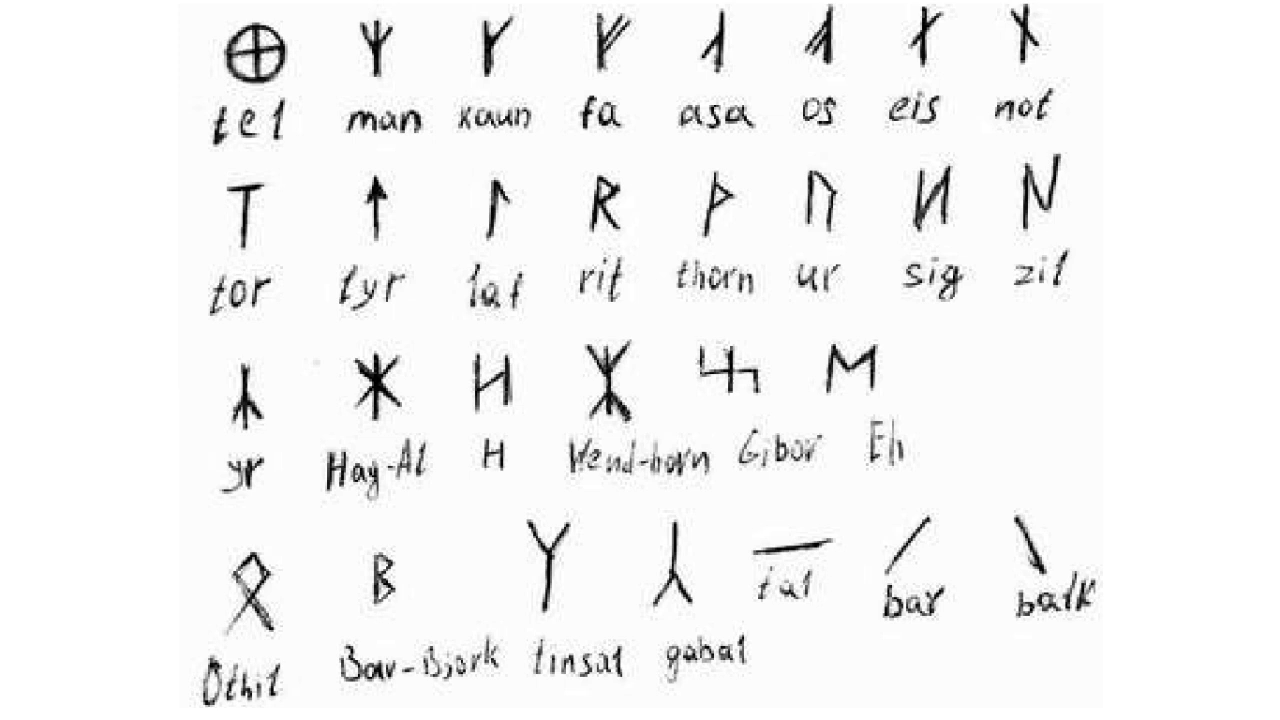 tel man kaun fa asa os eis not
tor tyr laf rit thorn ur sig zil
yr Hag-Al H Wend-horn Gibor Eh
tal bar balk
Othil Bar-Bjork tinsal gabal